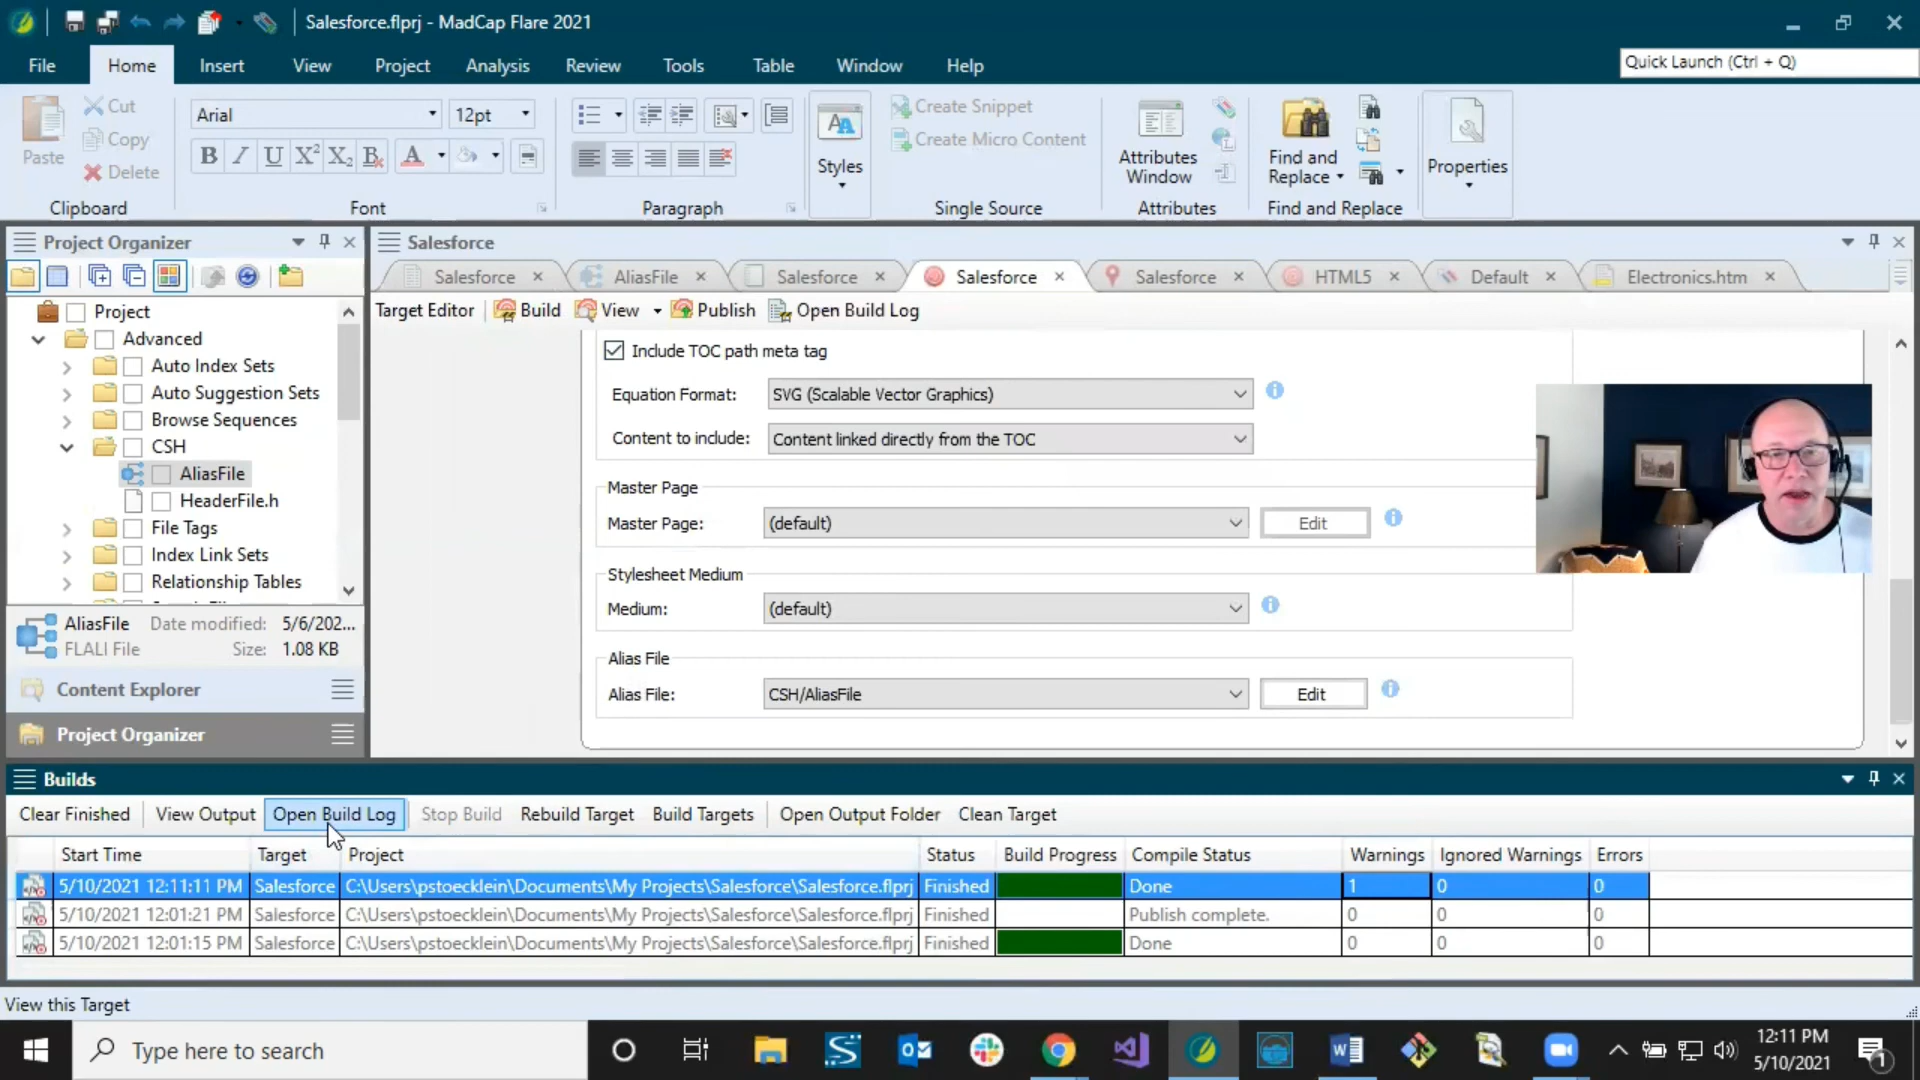 Salesforce.flprj - MadCap Flare 2021
File Home Insert View Project Analysis Review Tools Table Window Help
Quick Launch (Ctrl + Q)
Paste
Cut
Copy
Delete
Clipboard
Arial 12pt
B I U X² X₂ B
Font
Paragraph
Styles
Create Snippet
Create Micro Content
Single Source
Attributes Window
Attributes
Find and Replace
Find and Replace
Properties
Project Organizer
Project
Advanced
Auto Index Sets
Auto Suggestion Sets
Browse Sequences
CSH
AliasFile
HeaderFile.h
File Tags
Index Link Sets
Relationship Tables
AliasFile Date modified: 5/6/202...
FLALI File Size: 1.08 KB
Content Explorer
Project Organizer
Salesforce
Salesforce AliasFile Salesforce Salesforce Salesforce HTML5 Default Electronics.htm
Target Editor Build View Publish Open Build Log
Include TOC path meta tag
Equation Format: SVG (Scalable Vector Graphics)
Content to include: Content linked directly from the TOC
Master Page
Master Page: (default) Edit
Stylesheet Medium
Medium: (default)
Alias File
Alias File: CSH/AliasFile Edit
Builds
Clear Finished View Output Open Build Log Stop Build Rebuild Target Build Targets Open Output Folder Clean Target
Start Time Target Project Status Build Progress Compile Status Warnings Ignored Warnings Errors
5/10/2021 12:11:11 PM Salesforce C:\Users\pstoecklein\Documents\My Projects\Salesforce\Salesforce.flprj Finished Done 1 0 0
5/10/2021 12:01:21 PM Salesforce C:\Users\pstoecklein\Documents\My Projects\Salesforce\Salesforce.flprj Finished Publish complete. 0 0 0
5/10/2021 12:01:15 PM Salesforce C:\Users\pstoecklein\Documents\My Projects\Salesforce\Salesforce.flprj Finished Done 0 0 0
View this Target
Type here to search
12:11 PM
5/10/2021
1